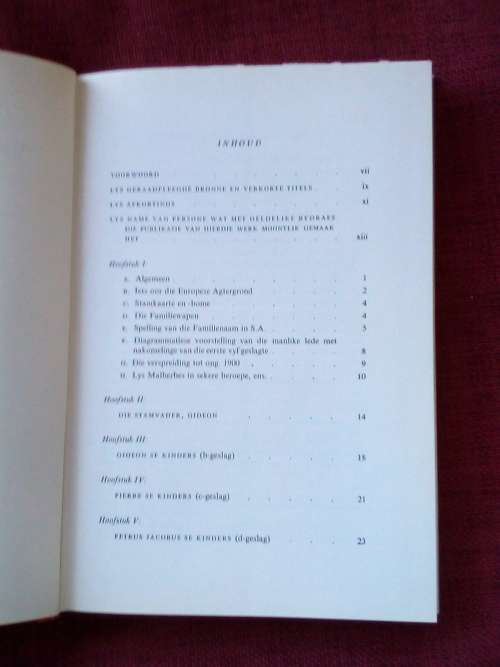 INHOUD
VOORWOORD . . . . . . vii
LYS GERAADPLEEGDE BRONNE EN VERKORTE TITELS . . ix
LYS AFKORTINGS . . . . . xi
LYS NAME VAN PERSONE WAT MET GELDELIKE BYDRAES
DIE PUBLIKASIE VAN HIERDIE WERK MOONTLIK GEMAAK
HET . . . . . . . xiii
Hoofstuk I:
A. Algemeen . . . . . . 1
B. Iets oor die Europese Agtergrond . . . . 2
C. Stamkaarte en -bome . . . . . 4
D. Die Familiewapen . . . . . 4
E. Spelling van die Familienaam in S.A. . . . 5
F. Diagrammatiese voorstelling van die manlike lede met
nakomelinge van die eerste vyf geslagte . . . 8
G. Die verspreiding tot ong. 1900 . . . . 9
H. Lys Malherbes in sekere beroepe, ens. . . . 10
Hoofstuk II:
DIE STAMVADER, GIDEON . . . . 14
Hoofstuk III:
GIDEON SE KINDERS (b-geslag) . . . . 18
Hoofstuk IV:
PIERRE SE KINDERS (c-geslag) . . . . 21
Hoofstuk V:
PETRUS JACOBUS SE KINDERS (d-geslag) . . . 23